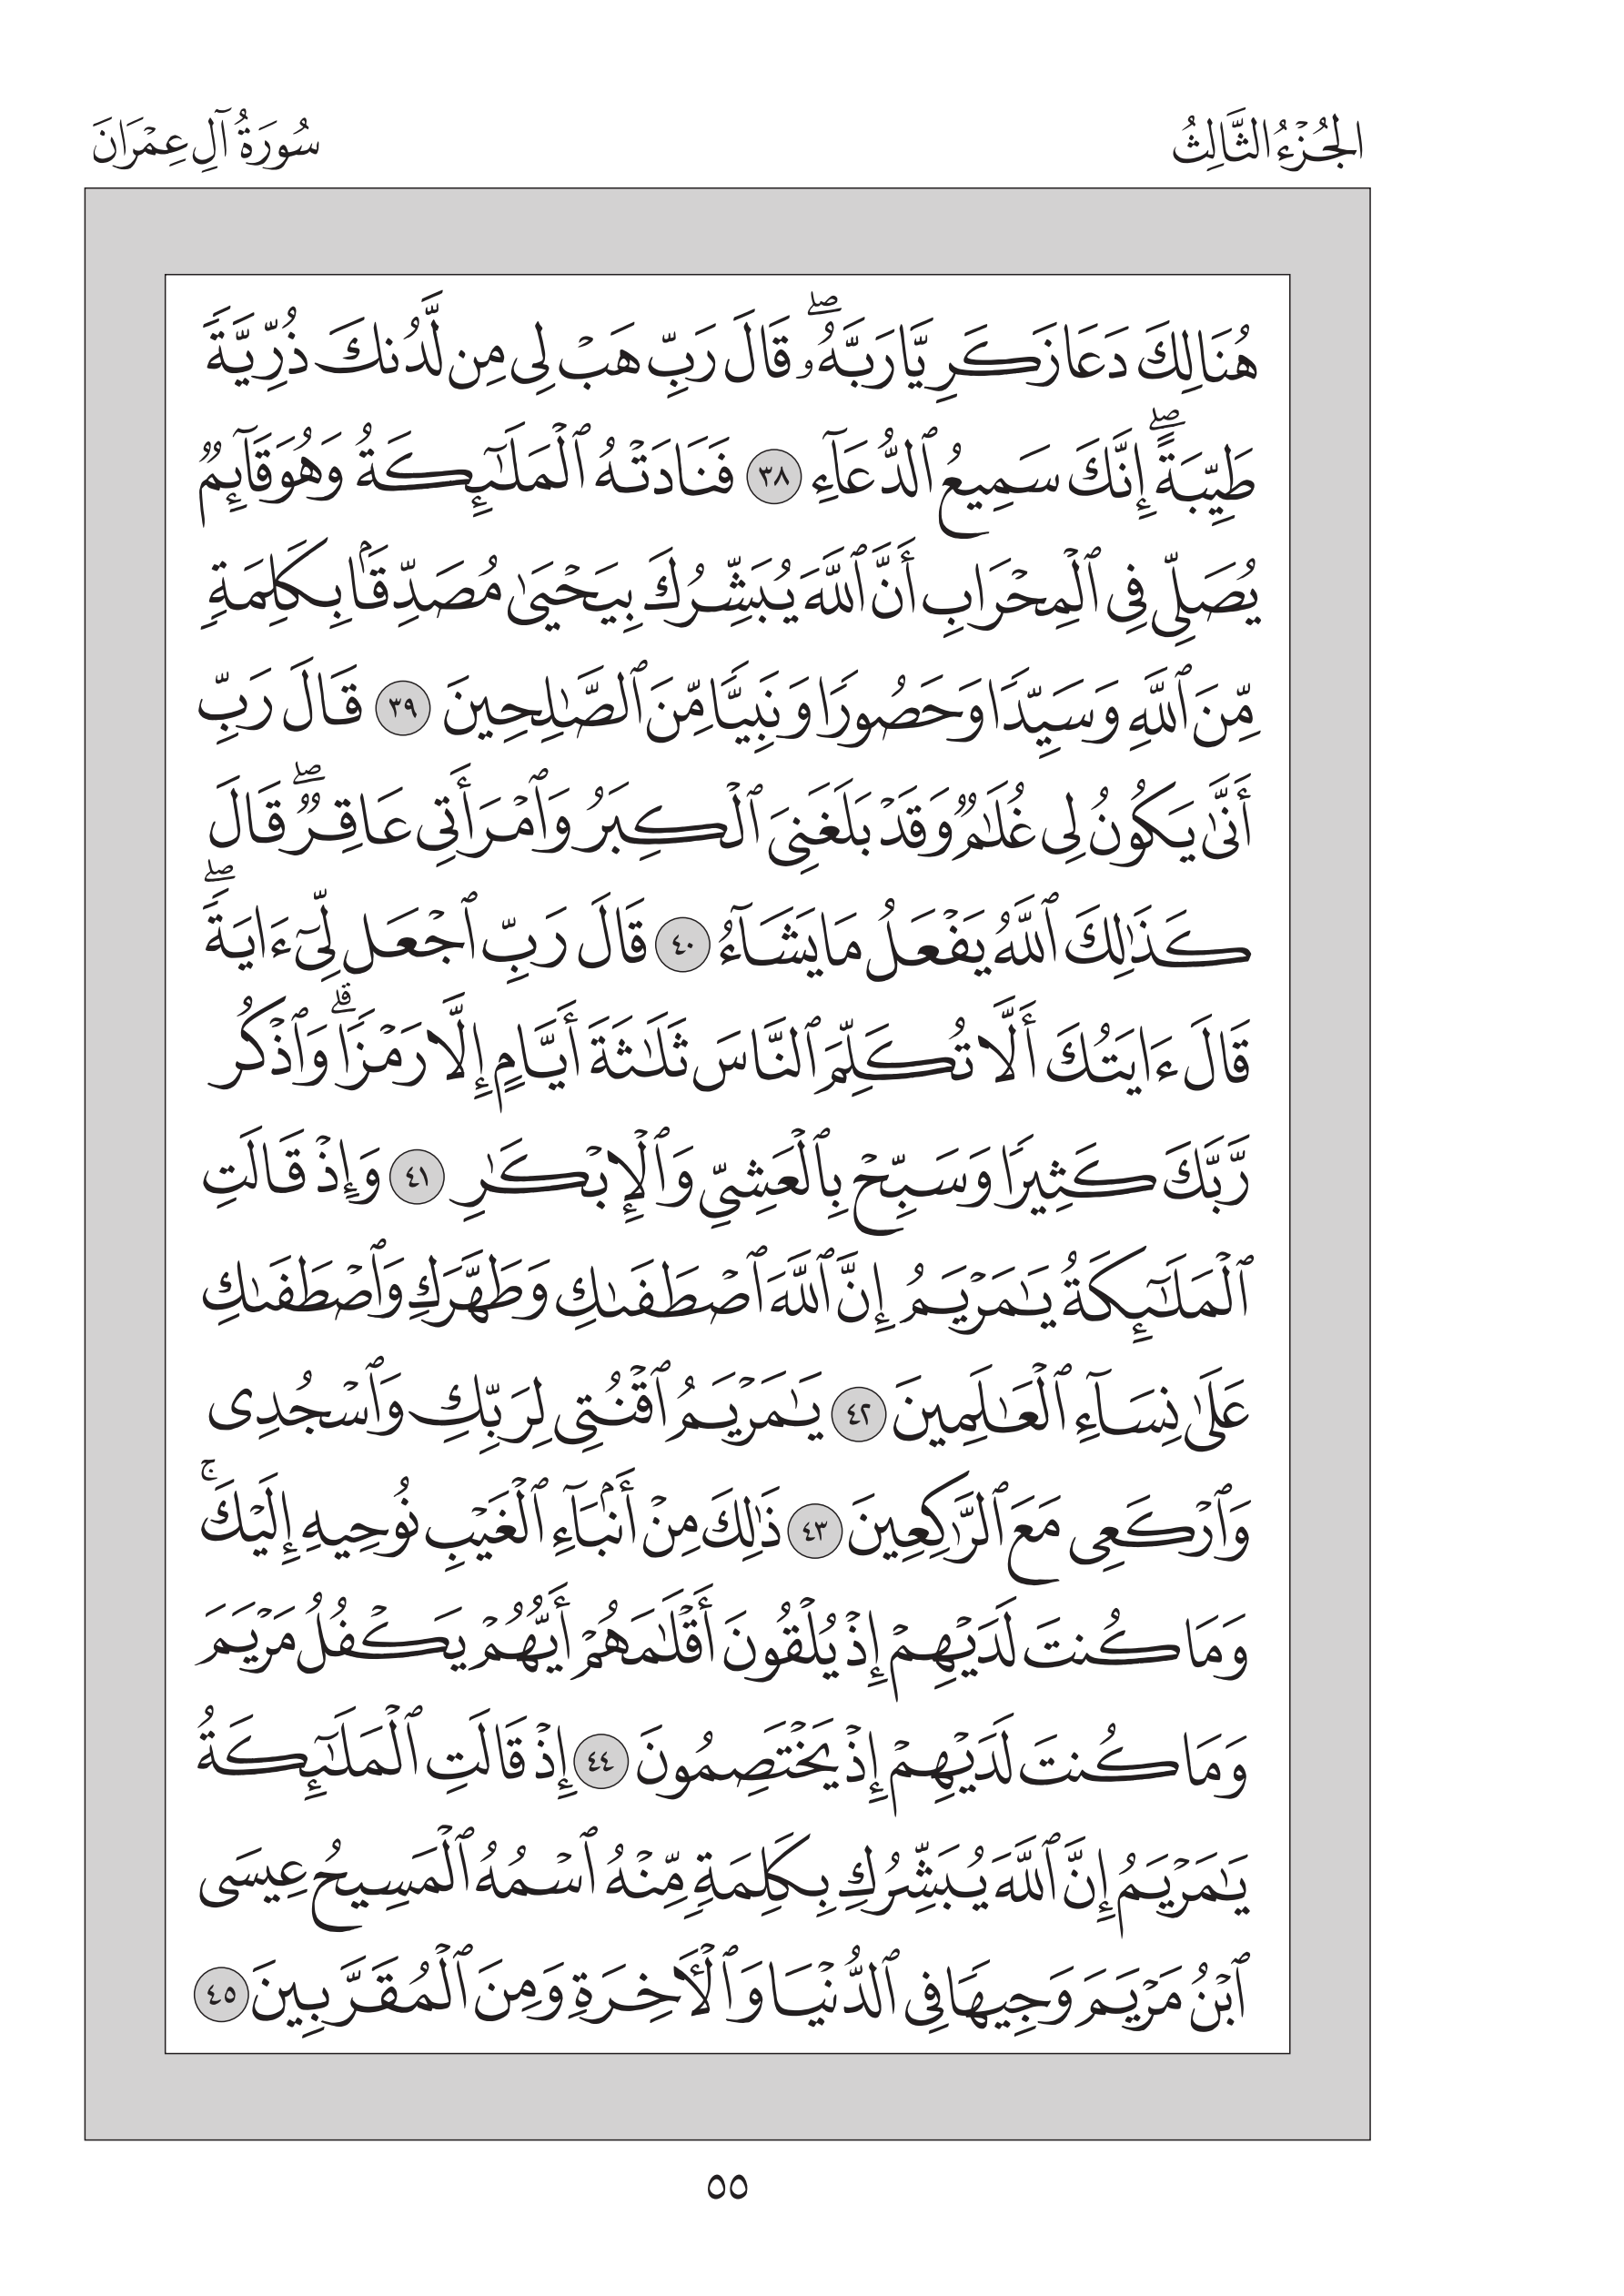 الجُزْءُ الثَّالِثُ
سُورَةُ آلِ عِمْرَانَ
هُنَالِكَ دَعَا زَكَرِيَّا رَبَّهُۥۖ قَالَ رَبِّ هَبْ لِى مِن لَّدُنكَ ذُرِّيَّةً
طَيِّبَةًۖ إِنَّكَ سَمِيعُ ٱلدُّعَآءِ ٣٨ فَنَادَتْهُ ٱلْمَلَٰٓئِكَةُ وَهُوَ قَآئِمٌ
يُصَلِّى فِى ٱلْمِحْرَابِ أَنَّ ٱللَّهَ يُبَشِّرُكَ بِيَحْيَىٰ مُصَدِّقَۢا بِكَلِمَةٍ
مِّنَ ٱللَّهِ وَسَيِّدًا وَحَصُورًا وَنَبِيًّا مِّنَ ٱلصَّٰلِحِينَ ٣٩ قَالَ رَبِّ
أَنَّىٰ يَكُونُ لِى غُلَٰمٌ وَقَدْ بَلَغَنِىَ ٱلْكِبَرُ وَٱمْرَأَتِى عَاقِرٌۖ قَالَ
كَذَٰلِكَ ٱللَّهُ يَفْعَلُ مَا يَشَآءُ ٤٠ قَالَ رَبِّ ٱجْعَل لِّىٓ ءَايَةًۖ
قَالَ ءَايَتُكَ أَلَّا تُكَلِّمَ ٱلنَّاسَ ثَلَٰثَةَ أَيَّامٍ إِلَّا رَمْزًاۗ وَٱذْكُر
رَّبَّكَ كَثِيرًا وَسَبِّحْ بِٱلْعَشِىِّ وَٱلْإِبْكَٰرِ ٤١ وَإِذْ قَالَتِ
ٱلْمَلَٰٓئِكَةُ يَٰمَرْيَمُ إِنَّ ٱللَّهَ ٱصْطَفَىٰكِ وَطَهَّرَكِ وَٱصْطَفَىٰكِ
عَلَىٰ نِسَآءِ ٱلْعَٰلَمِينَ ٤٢ يَٰمَرْيَمُ ٱقْنُتِى لِرَبِّكِ وَٱسْجُدِى
وَٱرْكَعِى مَعَ ٱلرَّٰكِعِينَ ٤٣ ذَٰلِكَ مِنْ أَنۢبَآءِ ٱلْغَيْبِ نُوحِيهِ إِلَيْكَۚ
وَمَا كُنتَ لَدَيْهِمْ إِذْ يُلْقُونَ أَقْلَٰمَهُمْ أَيُّهُمْ يَكْفُلُ مَرْيَمَ
وَمَا كُنتَ لَدَيْهِمْ إِذْ يَخْتَصِمُونَ ٤٤ إِذْ قَالَتِ ٱلْمَلَٰٓئِكَةُ
يَٰمَرْيَمُ إِنَّ ٱللَّهَ يُبَشِّرُكِ بِكَلِمَةٍ مِّنْهُ ٱسْمُهُ ٱلْمَسِيحُ عِيسَى
ٱبْنُ مَرْيَمَ وَجِيهًا فِى ٱلدُّنْيَا وَٱلْأَخِرَةِ وَمِنَ ٱلْمُقَرَّبِينَ ٤٥
٥٥